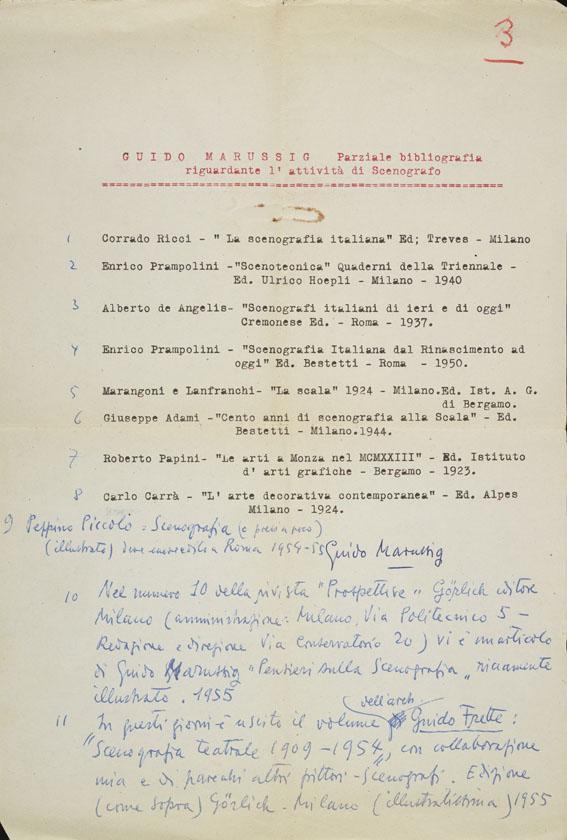 3
GUIDO MARUSSIG Parziale bibliografia
riguardante l' attività di Scenografo
1 Corrado Ricci - " La scenografia italiana" Ed; Treves - Milano
2 Enrico Prampolini -"Scenotecnica" Quaderni della Triennale -
Ed. Ulrico Hoepli - Milano - 1940
3 Alberto de Angelis- "Scenografi italiani di ieri e di oggi"
Cremonese Ed. - Roma - 1937.
4 Enrico Prampolini - "Scenografia Italiana dal Rinascimento ad
oggi" Ed. Bestetti - Roma - 1950.
5 Marangoni e Lanfranchi- "La scala" 1924 - Milano.Ed. Ist. A. G.
di Bergamo.
6 Giuseppe Adami -"Cento anni di scenografia alla Scala" - Ed.
Bestetti - Milano.1944.
7 Roberto Papini- "Le arti a Monza nel MCMXXIII" - Ed. Istituto
d' arti grafiche - Bergamo - 1923.
8 Carlo Carrà - "L' arte decorativa contemporanea" - Ed. Alpes
Milano - 1924.
9 Peppino Piccolo = Scenografia
(illustrato) a Roma 1954-55 Guido Marussig
10 Nel numero 10 della rivista "Prospettive" Görlich editore
Milano (amministrazione: Milano, Via Politecnico 5 -
Redazione e direzione Via Conservatorio 20) vi è un articolo
di Guido Marussig "Pensieri sulla Scenografia" riccamente
illustrato. 1955
11 In questi giorni è uscito il volume dell'arch. Guido Frette:
"Scenografia teatrale 1909-1954", con collaborazione
mia e di parecchi altri pittori-scenografi. Edizione
(come sopra) Görlich - Milano (illustratissima) 1955